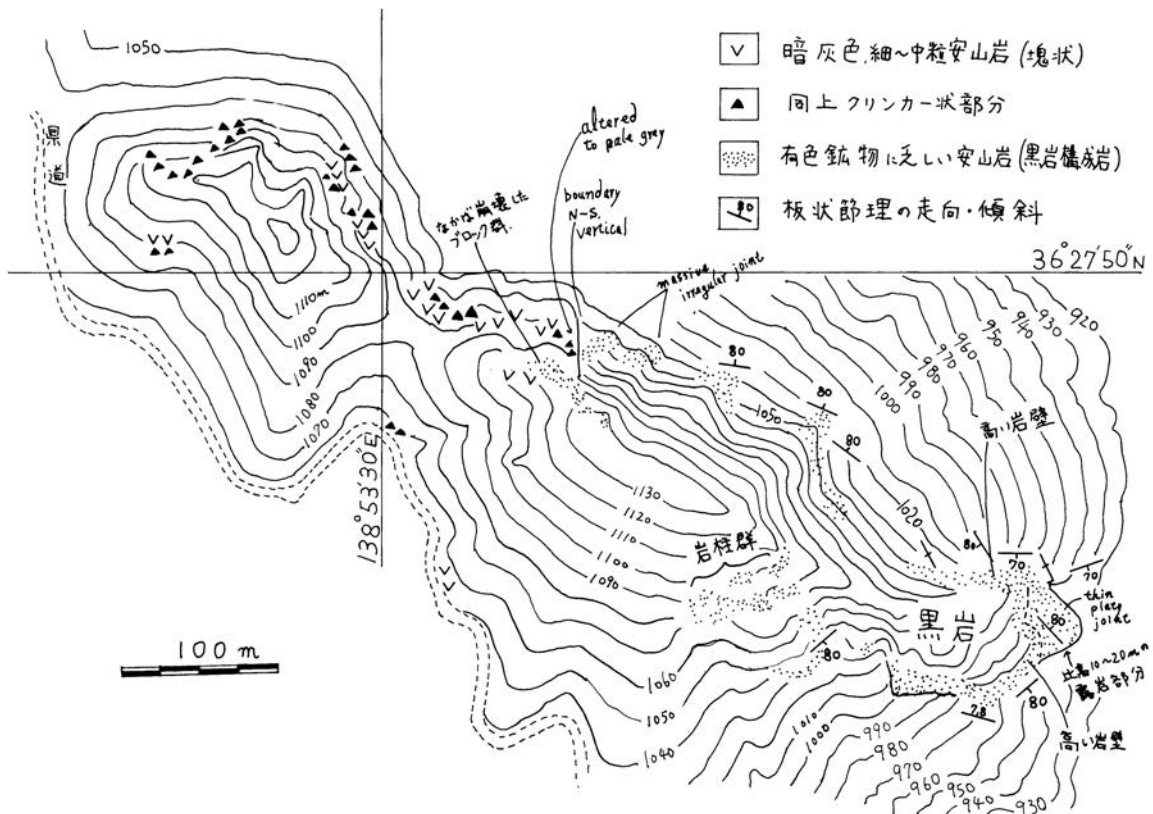 暗灰色,細~中粒安山岩(塊状)
同上クリンカー状部分
有色鉱物に乏しい安山岩(黒岩構成岩)
80
板状節理の走向・傾斜
36°27'50"N
138°53'30E
県道
1050
altered
to pale grey
boundary
N-S.
vertical
なかば崩壊した
ブロック群.
massive
irregular joint
1110m
1100
1090
1080
1070
920
930
940
950
960
970
980
990
1000
80
80
80
1050
高い岩壁
1130
1120
1110
1100
1090
岩柱群
1020
80
70
70
thin
plate
joint
80
黒岩
100m
80
1060
1050
1040
1010
1000
990
980
970
960
950
940
930
78
80
比高10~20mの
露岩部分
高い岩壁